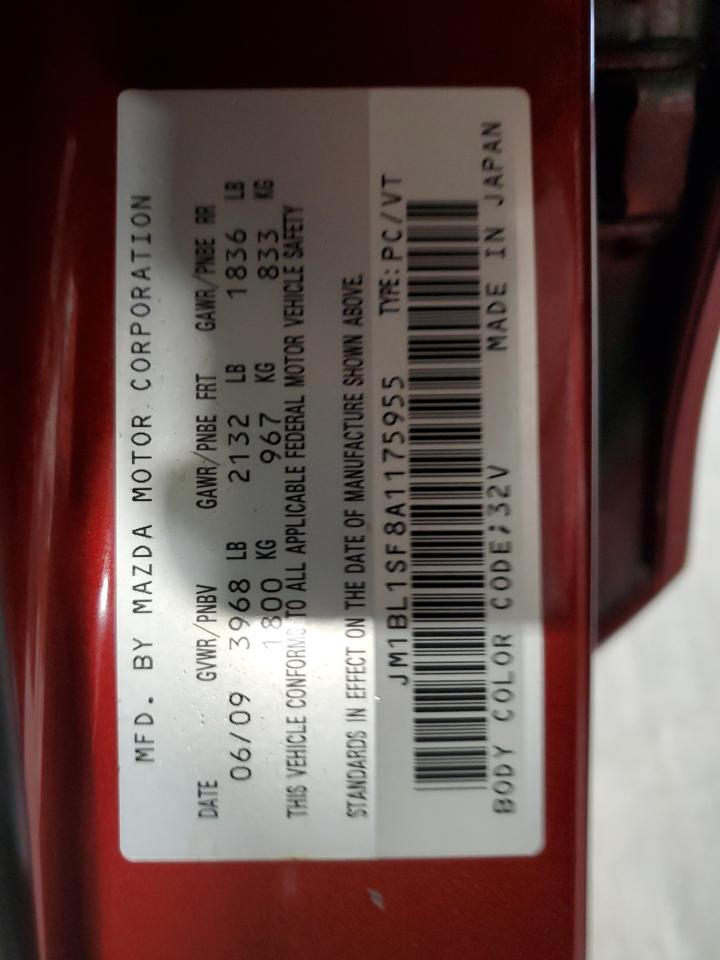 MFD. BY MAZDA MOTOR CORPORATION
DATE GVWR/PNBV GAWR/PNBE FRT GAWR/PNBE RR
06/09 3968 LB 2132 LB 1836 LB
1800 KG 967 KG 833 KG
THIS VEHICLE CONFORMS TO ALL APPLICABLE FEDERAL MOTOR VEHICLE SAFETY
STANDARDS IN EFFECT ON THE DATE OF MANUFACTURE SHOWN ABOVE.
JM1BL1SF8A1175955 TYPE:PC/VT
BODY COLOR CODE;32V MADE IN JAPAN